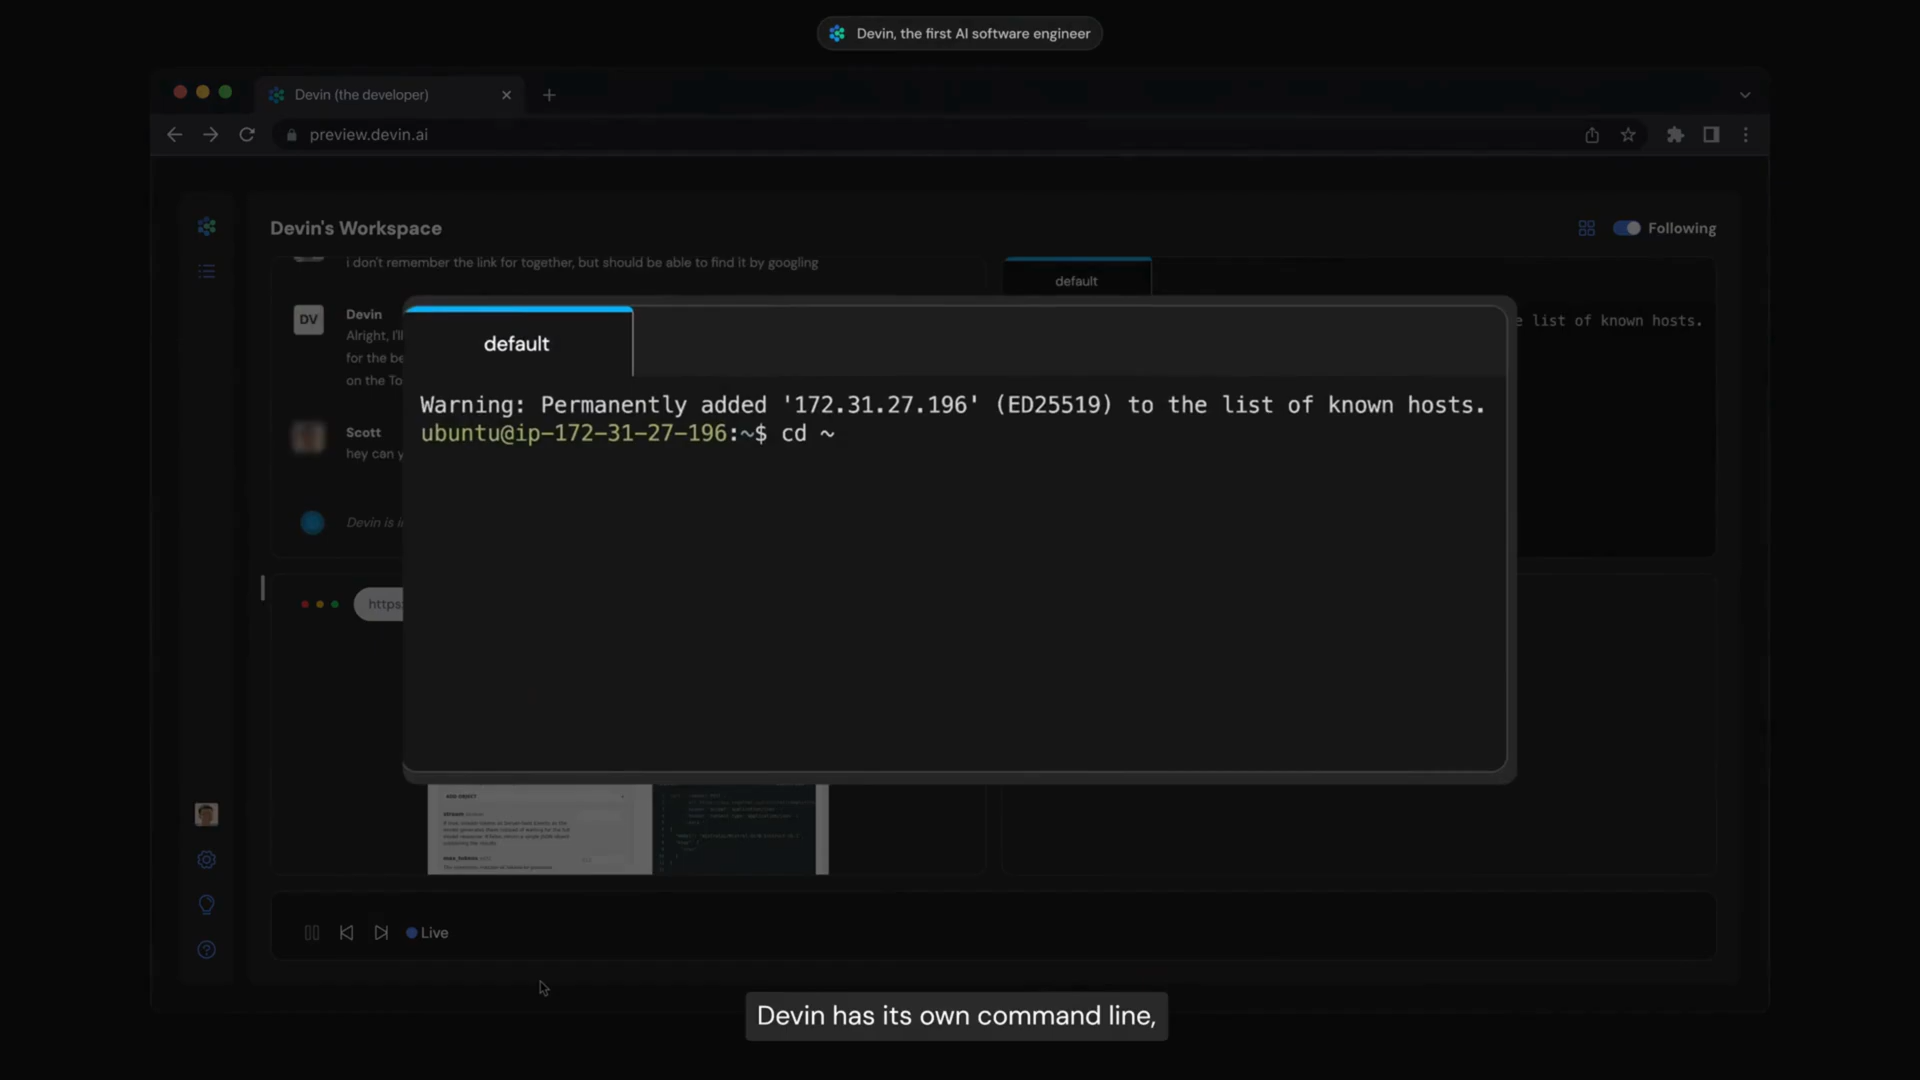 Devin, the first AI software engineer
Devin (the developer)
preview.devin.ai
Devin's Workspace
Following
i don't remember the link for together, but should be able to find it by googling
default
DV
Devin
Alright, I'll
for the be
on the To
list of known hosts.
Scott
hey can y
Devin is
default
Warning: Permanently added '172.31.27.196' (ED25519) to the list of known hosts.
ubuntu@ip-172-31-27-196:~$ cd ~
https:
Live
Devin has its own command line,